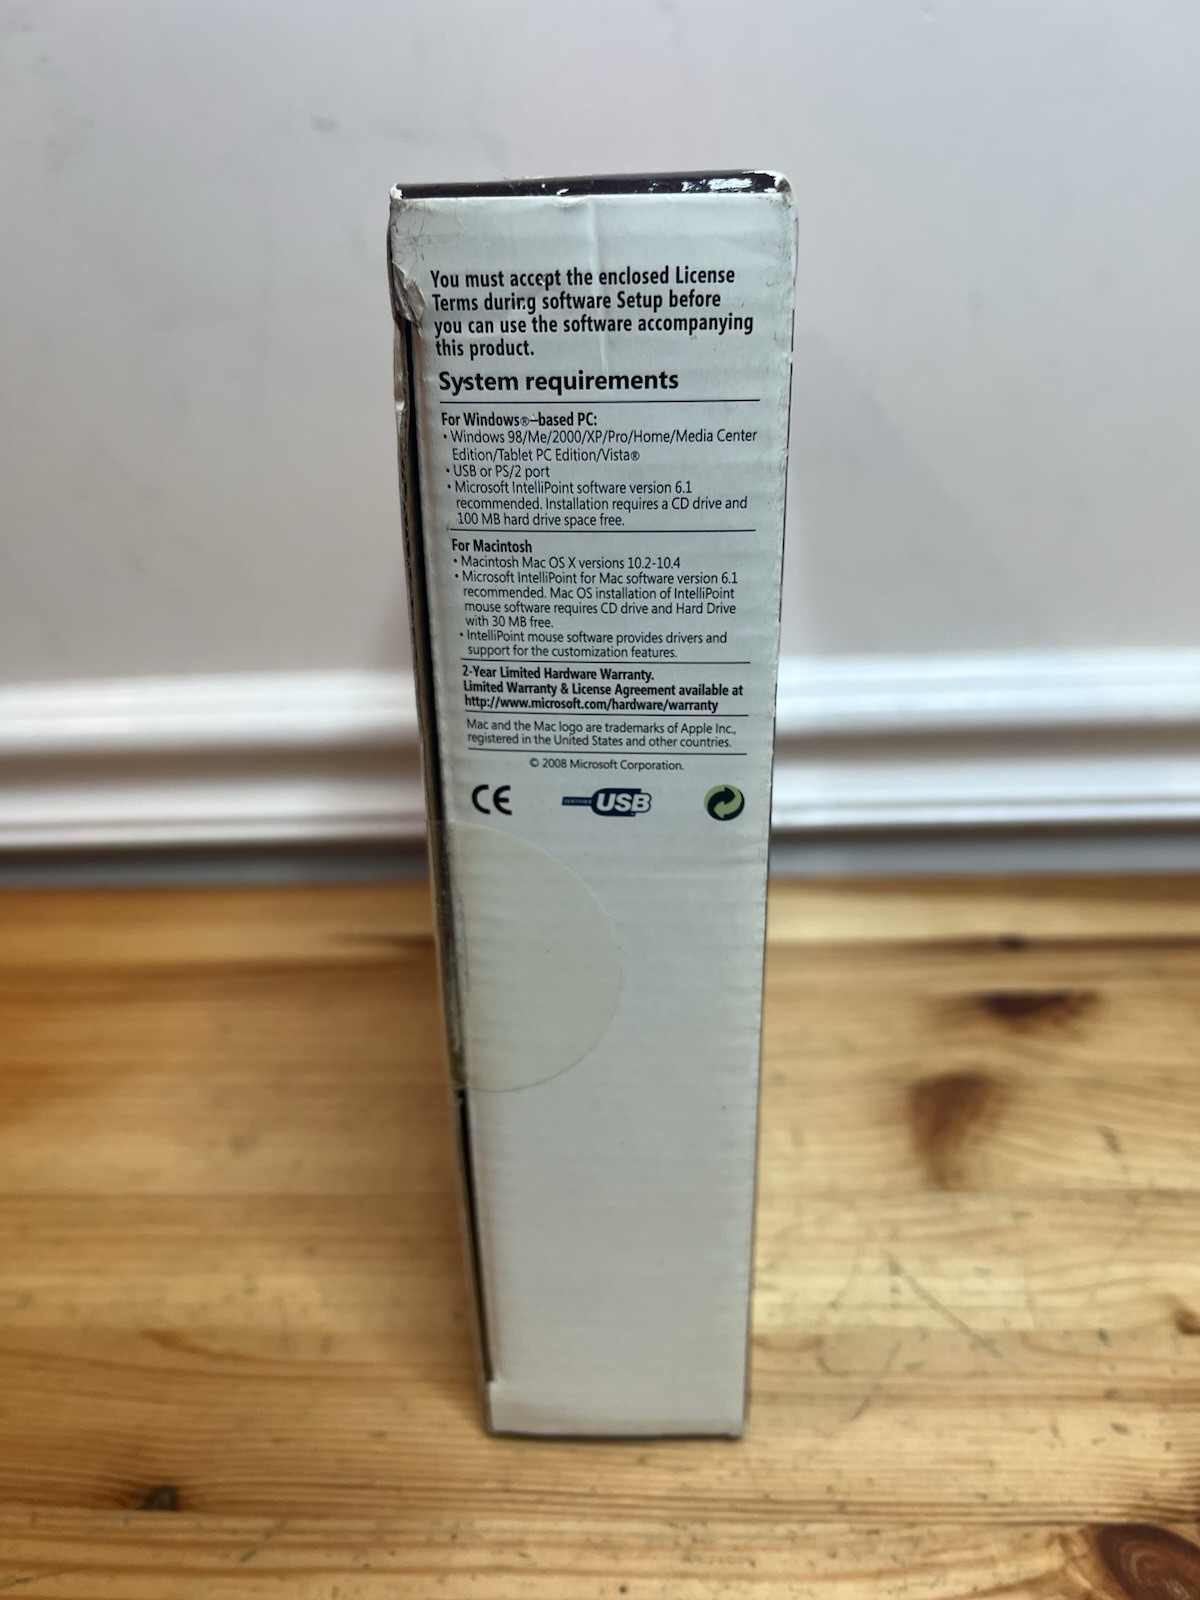 You must accept the enclosed License
Terms during software Setup before
you can use the software accompanying
this product.
System requirements
For Windows®–based PC:
• Windows 98/Me/2000/XP/Pro/Home/Media Center
Edition/Tablet PC Edition/Vista®
• USB or PS/2 port
• Microsoft IntelliPoint software version 6.1
recommended. Installation requires a CD drive and
100 MB hard drive space free.
For Macintosh
• Macintosh Mac OS X versions 10.2-10.4
• Microsoft IntelliPoint for Mac software version 6.1
recommended. Mac OS installation of IntelliPoint
mouse software requires CD drive and Hard Drive
with 30 MB free.
• IntelliPoint mouse software provides drivers and
support for the customization features.
2-Year Limited Hardware Warranty.
Limited Warranty & License Agreement available at
http://www.microsoft.com/hardware/warranty
Mac and the Mac logo are trademarks of Apple Inc.,
registered in the United States and other countries.
© 2008 Microsoft Corporation.
CE CERTIFIED USB